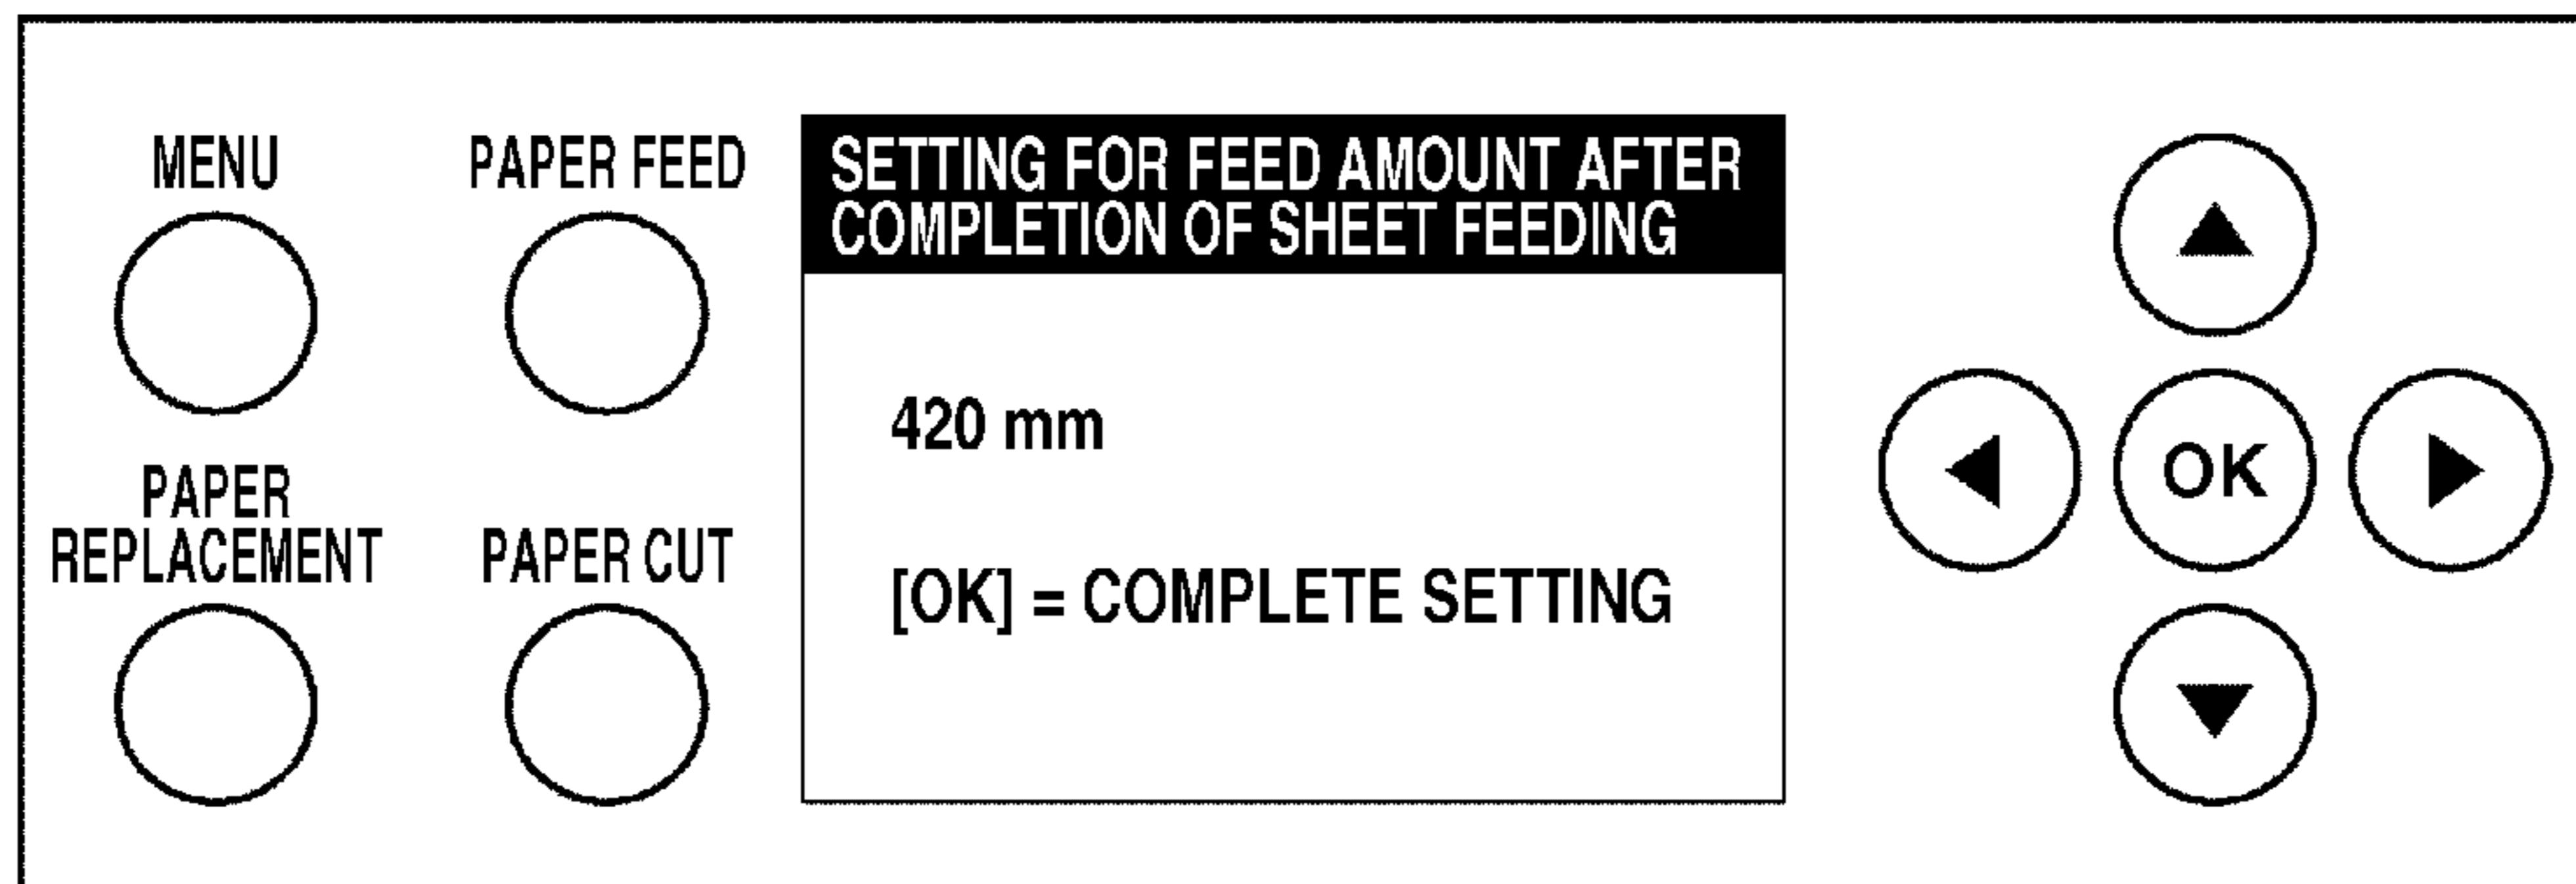 MENU
PAPER FEED
PAPER
REPLACEMENT
PAPER CUT
SETTING FOR FEED AMOUNT AFTER
COMPLETION OF SHEET FEEDING
420 mm
[OK] = COMPLETE SETTING
OK